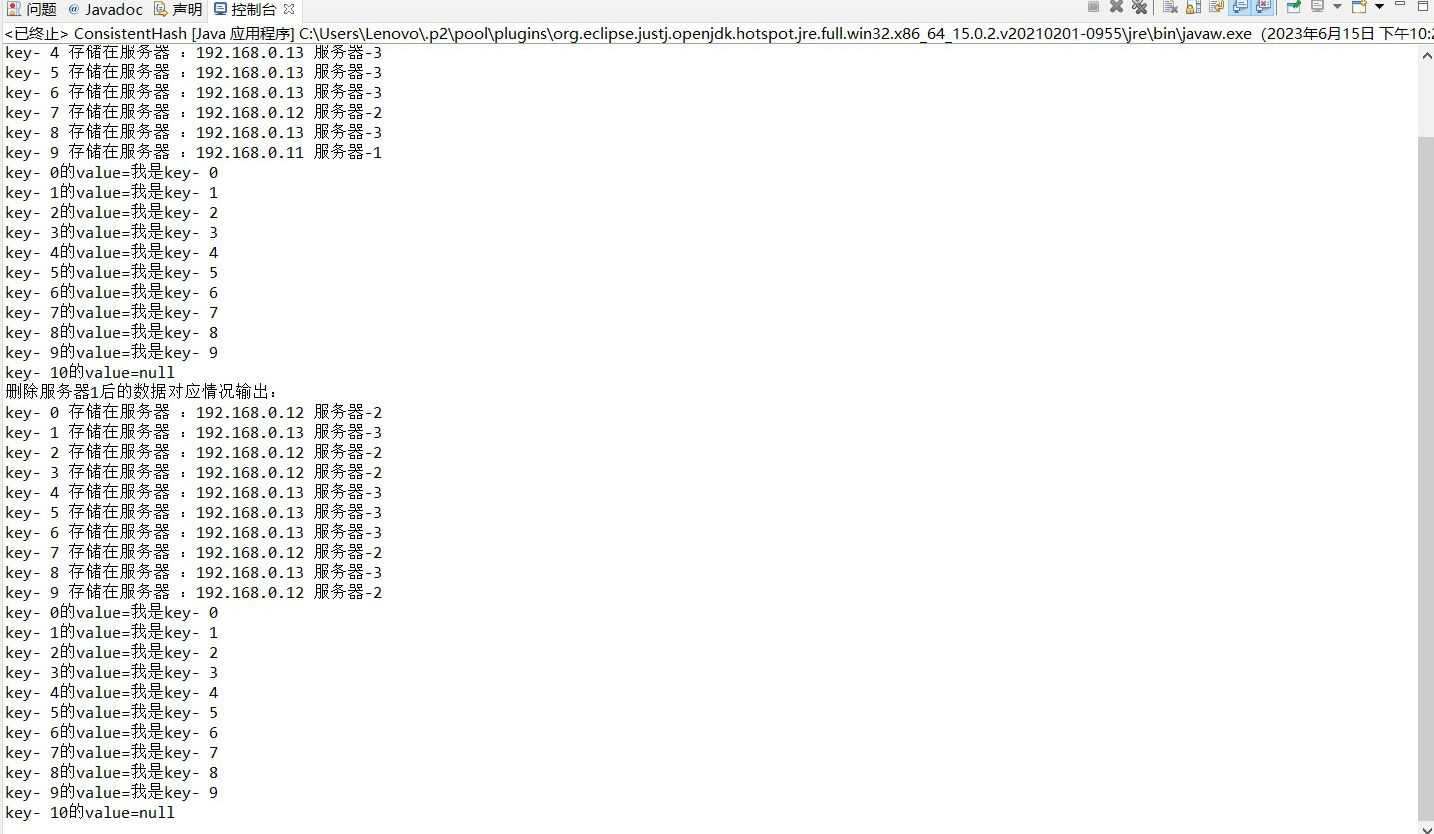 问题 @ Javadoc 声明 控制台
<已终止> ConsistentHash [Java 应用程序] C:\Users\Lenovo\.p2\pool\plugins\org.eclipse.justj.openjdk.hotspot.jre.full.win32.x86_64_15.0.2.v20210201-0955\jre\bin\javaw.exe（2023年6月15日 下午10:2
key- 4 存储在服务器 ：192.168.0.13 服务器-3
key- 5 存储在服务器 ：192.168.0.13 服务器-3
key- 6 存储在服务器 ：192.168.0.13 服务器-3
key- 7 存储在服务器 ：192.168.0.12 服务器-2
key- 8 存储在服务器 ：192.168.0.13 服务器-3
key- 9 存储在服务器 ：192.168.0.11 服务器-1
key- 0的value=我是key- 0
key- 1的value=我是key- 1
key- 2的value=我是key- 2
key- 3的value=我是key- 3
key- 4的value=我是key- 4
key- 5的value=我是key- 5
key- 6的value=我是key- 6
key- 7的value=我是key- 7
key- 8的value=我是key- 8
key- 9的value=我是key- 9
key- 10的value=null
删除服务器1后的数据对应情况输出：
key- 0 存储在服务器 ：192.168.0.12 服务器-2
key- 1 存储在服务器 ：192.168.0.13 服务器-3
key- 2 存储在服务器 ：192.168.0.12 服务器-2
key- 3 存储在服务器 ：192.168.0.12 服务器-2
key- 4 存储在服务器 ：192.168.0.13 服务器-3
key- 5 存储在服务器 ：192.168.0.13 服务器-3
key- 6 存储在服务器 ：192.168.0.13 服务器-3
key- 7 存储在服务器 ：192.168.0.12 服务器-2
key- 8 存储在服务器 ：192.168.0.13 服务器-3
key- 9 存储在服务器 ：192.168.0.12 服务器-2
key- 0的value=我是key- 0
key- 1的value=我是key- 1
key- 2的value=我是key- 2
key- 3的value=我是key- 3
key- 4的value=我是key- 4
key- 5的value=我是key- 5
key- 6的value=我是key- 6
key- 7的value=我是key- 7
key- 8的value=我是key- 8
key- 9的value=我是key- 9
key- 10的value=null